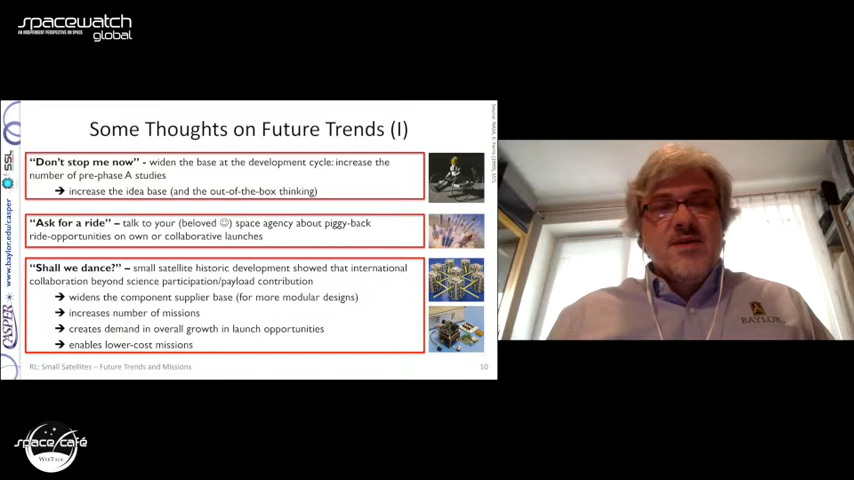 spacewatch
AN INDEPENDENT PERSPECTIVE ON SPACE
global
Some Thoughts on Future Trends (I)
“Don’t stop me now” - widen the base at the development cycle: increase the
number of pre-phase A studies
➔ increase the idea base (and the out-of-the-box thinking)
“Ask for a ride” – talk to your (beloved ☺) space agency about piggy-back
ride-opportunities on own or collaborative launches
“Shall we dance?” – small satellite historic development showed that international
collaboration beyond science participation/payload contribution
➔ widens the component supplier base (for more modular designs)
➔ increases number of missions
➔ creates demand in overall growth in launch opportunities
➔ enables lower-cost missions
RL: Small Satellites – Future Trends and Missions
10
SSL
www.baylor.edu/casper
CASPER
BAYLOR
space/café
WEBTALK